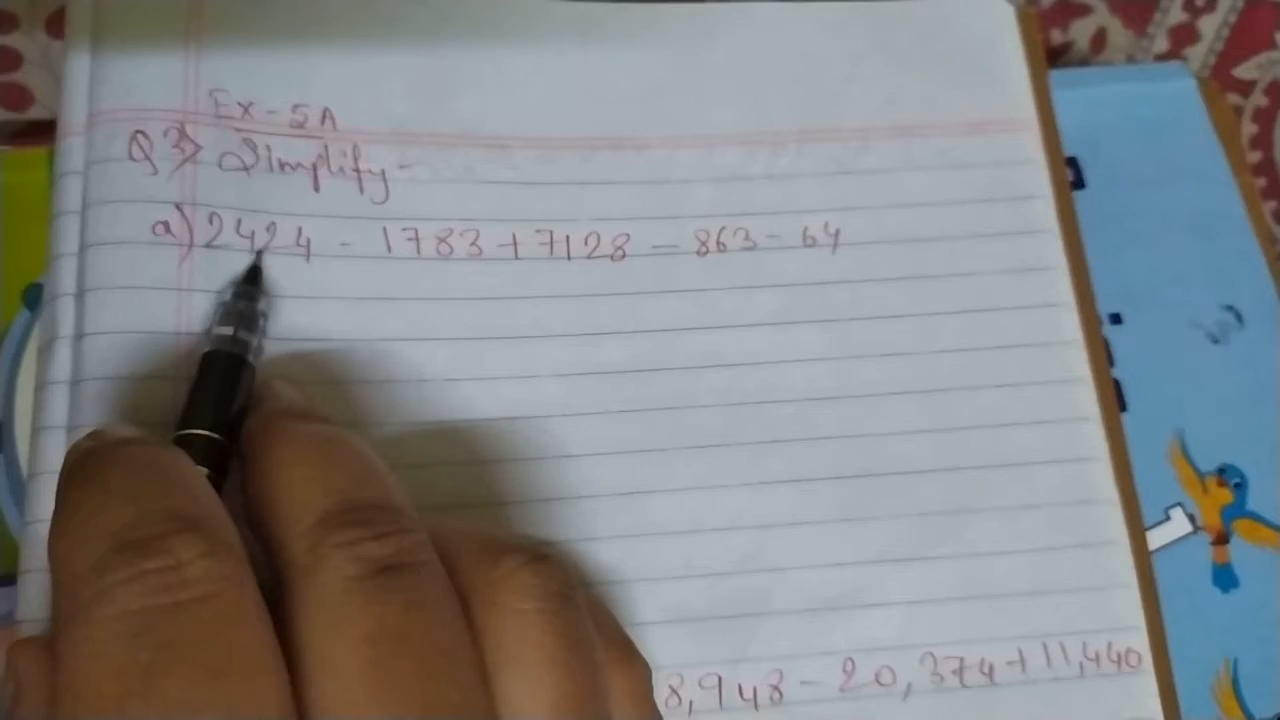 Ex-5A
Q3> Simplify-
a) 2424 - 1783 + 7128 - 863 - 64
8,948 - 20,374 + 11,440